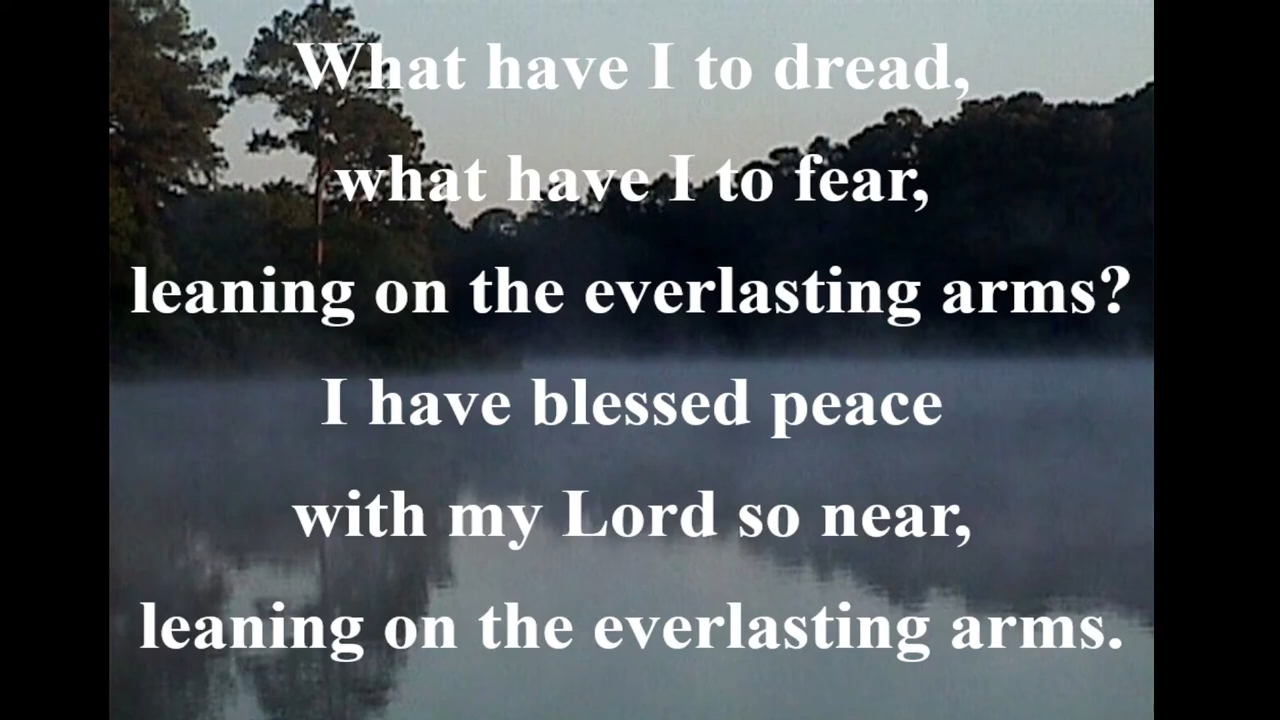 What have I to dread,
what have I to fear,
leaning on the everlasting arms?
I have blessed peace
with my Lord so near,
leaning on the everlasting arms.